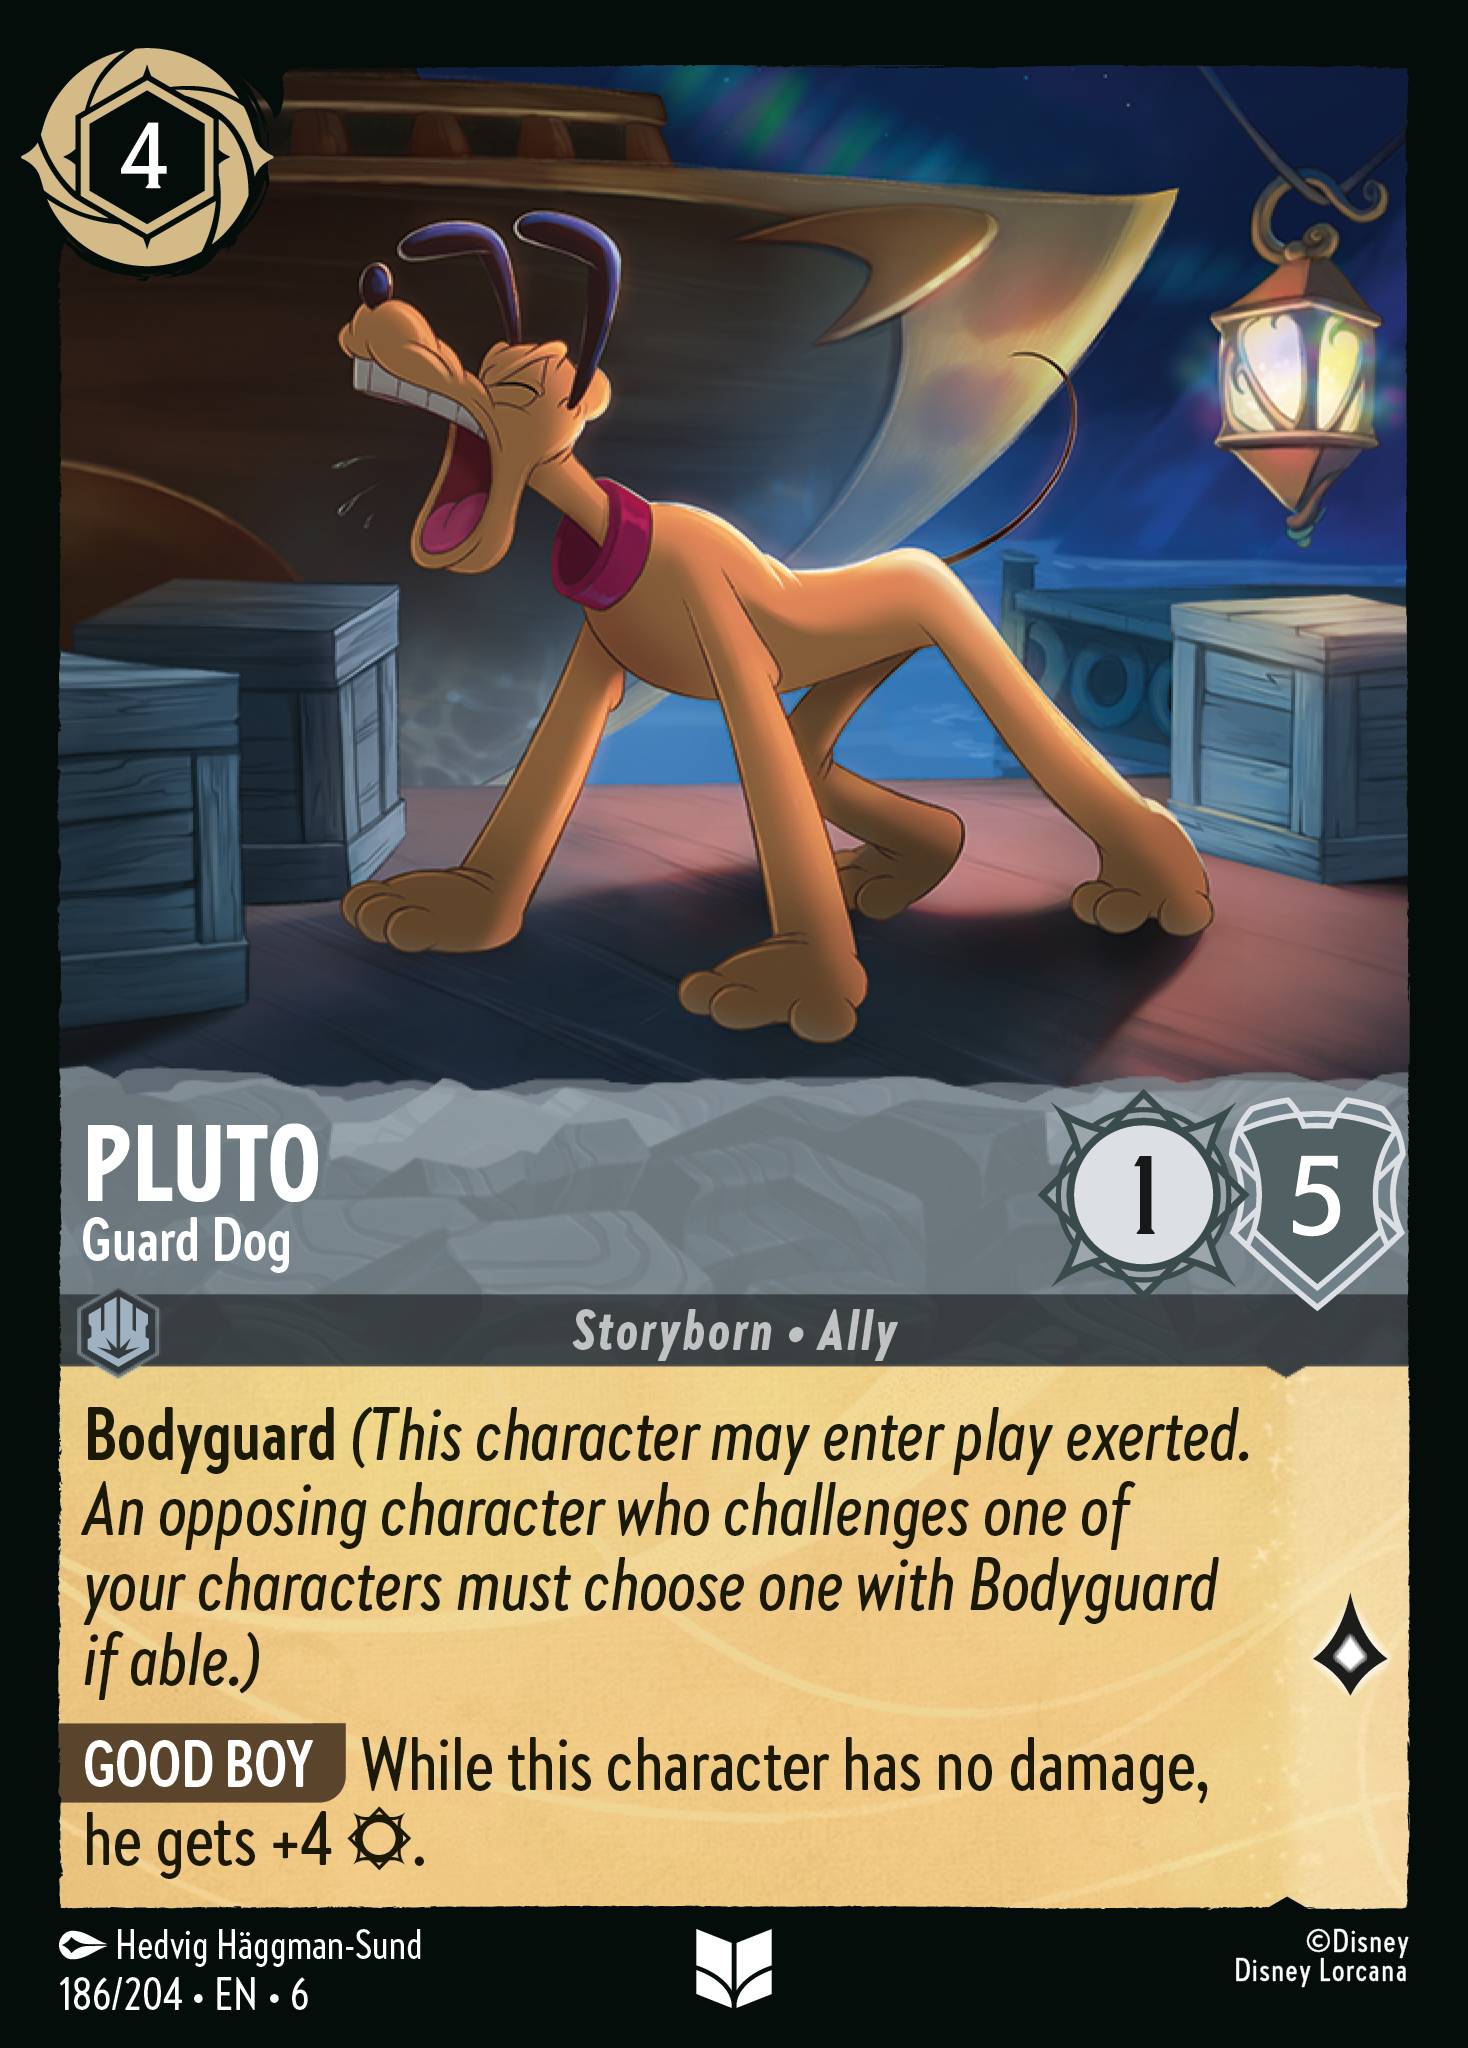 4
PLUTO
Guard Dog
1
5
Storyborn • Ally
Bodyguard (This character may enter play exerted.
An opposing character who challenges one of
your characters must choose one with Bodyguard
if able.)
GOOD BOY While this character has no damage,
he gets +4 .
Hedvig Häggman-Sund
186/204 • EN • 6
©Disney
Disney Lorcana